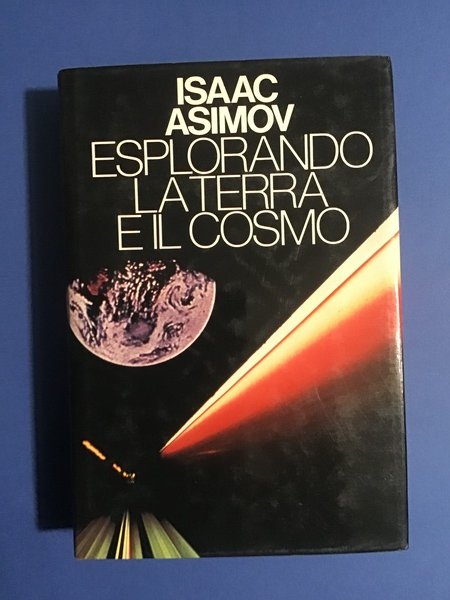 ISAAC
ASIMOV
ESPLORANDO
LA TERRA
E IL COSMO